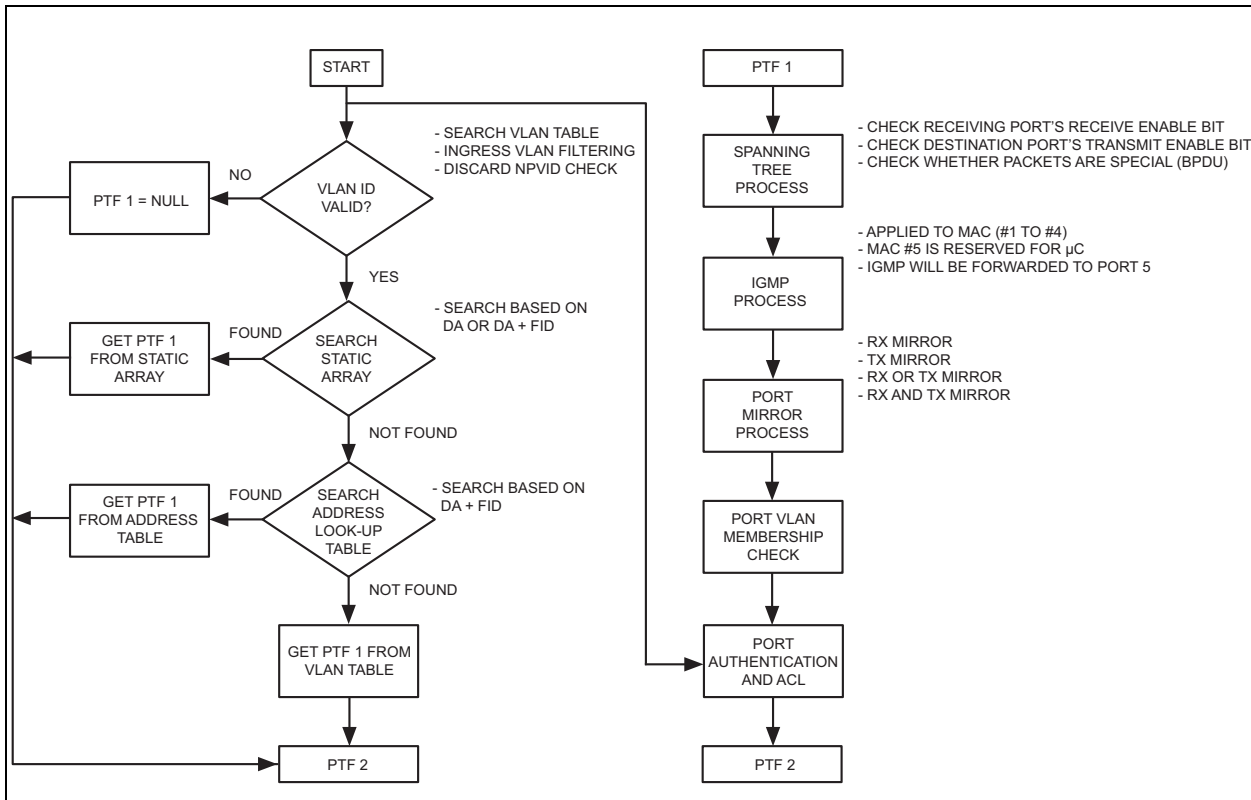 START
- SEARCH VLAN TABLE
- INGRESS VLAN FILTERING
- DISCARD NPVID CHECK
VLAN ID
VALID?
NO
PTF 1 = NULL
YES
- SEARCH BASED ON
DA OR DA + FID
SEARCH
STATIC
ARRAY
FOUND
GET PTF 1
FROM STATIC
ARRAY
NOT FOUND
- SEARCH BASED ON
DA + FID
SEARCH
ADDRESS
LOOK-UP
TABLE
FOUND
GET PTF 1
FROM ADDRESS
TABLE
NOT FOUND
GET PTF 1 FROM
VLAN TABLE
PTF 2
PTF 1
SPANNING
TREE
PROCESS
- CHECK RECEIVING PORT'S RECEIVE ENABLE BIT
- CHECK DESTINATION PORT'S TRANSMIT ENABLE BIT
- CHECK WHETHER PACKETS ARE SPECIAL (BPDU)
IGMP
PROCESS
- APPLIED TO MAC (#1 TO #4)
- MAC #5 IS RESERVED FOR µC
- IGMP WILL BE FORWARDED TO PORT 5
PORT
MIRROR
PROCESS
- RX MIRROR
- TX MIRROR
- RX OR TX MIRROR
- RX AND TX MIRROR
PORT VLAN
MEMBERSHIP
CHECK
PORT
AUTHENTICATION
AND ACL
PTF 2